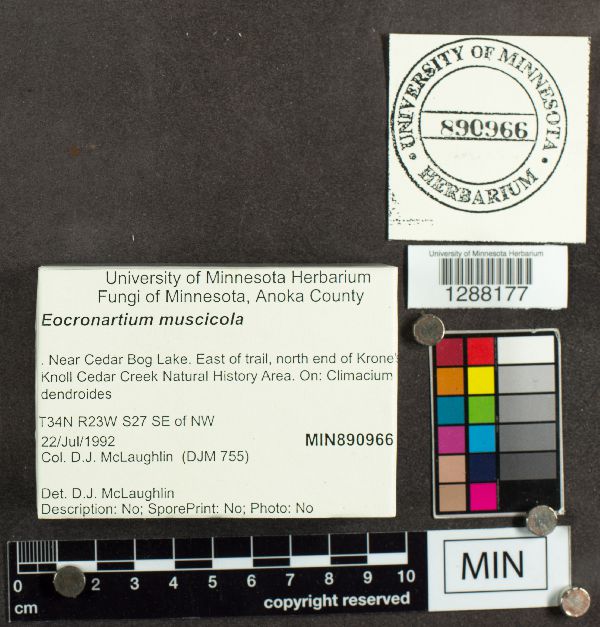 UNIVERSITY OF MINNESOTA
890966
HERBARIUM
University of Minnesota Herbarium
1288177
University of Minnesota Herbarium
Fungi of Minnesota, Anoka County
Eocronartium muscicola
. Near Cedar Bog Lake. East of trail, north end of Krone's
Knoll Cedar Creek Natural History Area. On: Climacium
dendroides
T34N R23W S27 SE of NW
22/Jul/1992 MIN890966
Col. D.J. McLaughlin (DJM 755)
Det. D.J. McLaughlin
Description: No; SporePrint: No; Photo: No
0 2 3 4 5 6 7 8 9 10
cm copyright reserved
MIN